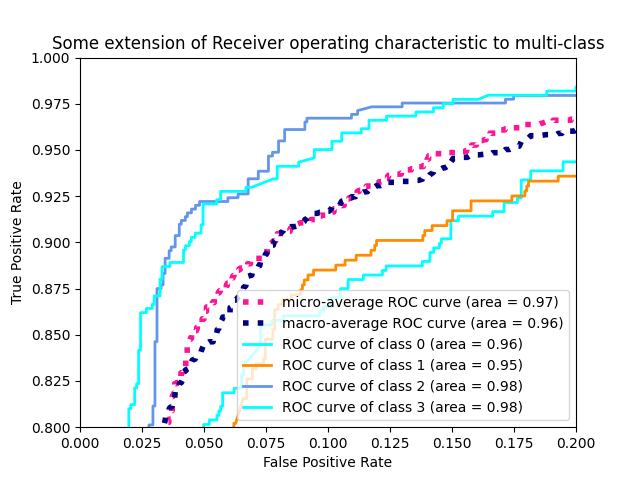 Some extension of Receiver operating characteristic to multi-class
1.000
0.975
0.950
0.925
0.900
0.875
0.850
0.825
0.800
True Positive Rate
micro-average ROC curve (area = 0.97)
macro-average ROC curve (area = 0.96)
ROC curve of class 0 (area = 0.96)
ROC curve of class 1 (area = 0.95)
ROC curve of class 2 (area = 0.98)
ROC curve of class 3 (area = 0.98)
0.000 0.025 0.050 0.075 0.100 0.125 0.150 0.175 0.200
False Positive Rate